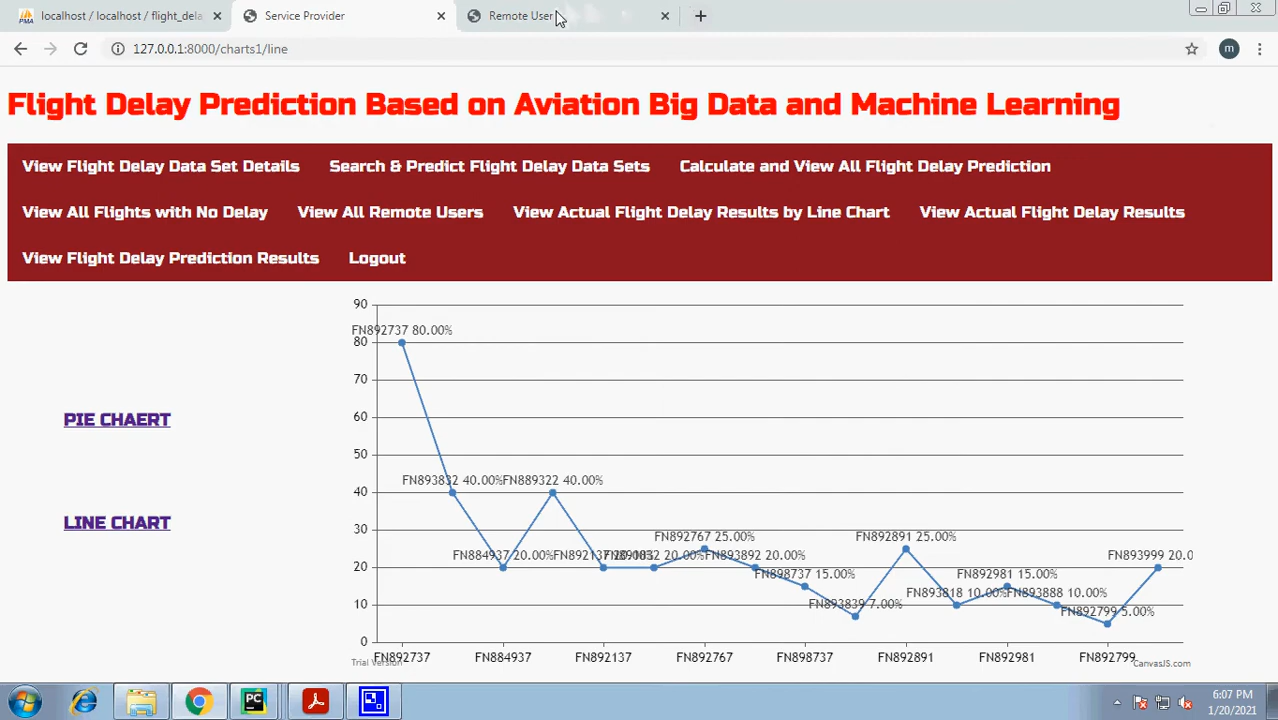 localhost / localhost / flight_dela
Service Provider
Remote User
127.0.0.1:8000/charts1/line
m
Flight Delay Prediction Based on Aviation Big Data and Machine Learning
View Flight Delay Data Set Details Search & Predict Flight Delay Data Sets Calculate and View All Flight Delay Prediction
View All Flights with No Delay View All Remote Users View Actual Flight Delay Results by Line Chart View Actual Flight Delay Results
View Flight Delay Prediction Results Logout
PIE CHAERT
LINE CHART
90
FN892737 80.00%
80
70
60
50
FN893832 40.00% FN889322 40.00%
40
30
FN892767 25.00% FN892891 25.00%
FN884937 20.00% FN892137 20.00% FN893892 20.00% FN893999 20.0
20
FN898737 15.00% FN892981 15.00%
FN893818 10.00% FN893888 10.00%
10
FN893839 7.00%
FN892799 5.00%
0
FN892737 FN884937 FN892137 FN892767 FN898737 FN892891 FN892981 FN892799
Trial Version
CanvasJS.com
PC
6:07 PM
1/20/2021